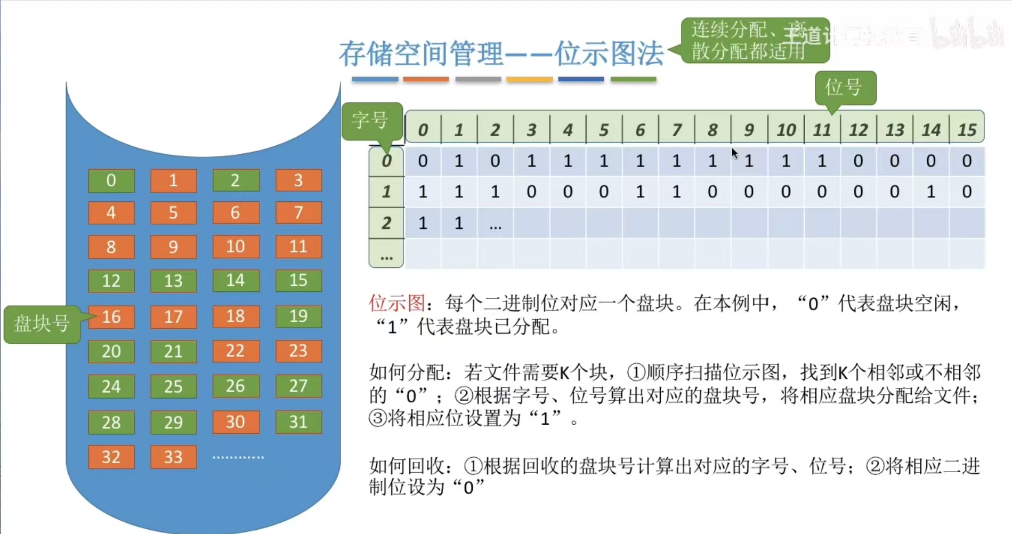 存储空间管理——位示图法
连续分配、离
散分配都适用
位号
字号
0 1 2 3 4 5 6 7 8 9 10 11 12 13 14 15
0 0 1 0 1 1 1 1 1 1 1 1 1 0 0 0 0
1 1 1 1 0 0 0 1 1 0 0 0 0 0 0 1 0
2 1 1 …
…
0 1 2 3
4 5 6 7
8 9 10 11
12 13 14 15
盘块号
16 17 18 19
20 21 22 23
24 25 26 27
28 29 30 31
32 33 …………
位示图：每个二进制位对应一个盘块。在本例中，“0”代表盘块空闲，
“1”代表盘块已分配。
如何分配：若文件需要K个块，①顺序扫描位示图，找到K个相邻或不相邻
的“0”；②根据字号、位号算出对应的盘块号，将相应盘块分配给文件；
③将相应位设置为“1”。
如何回收：①根据回收的盘块号计算出对应的字号、位号；②将相应二进
制位设为“0”